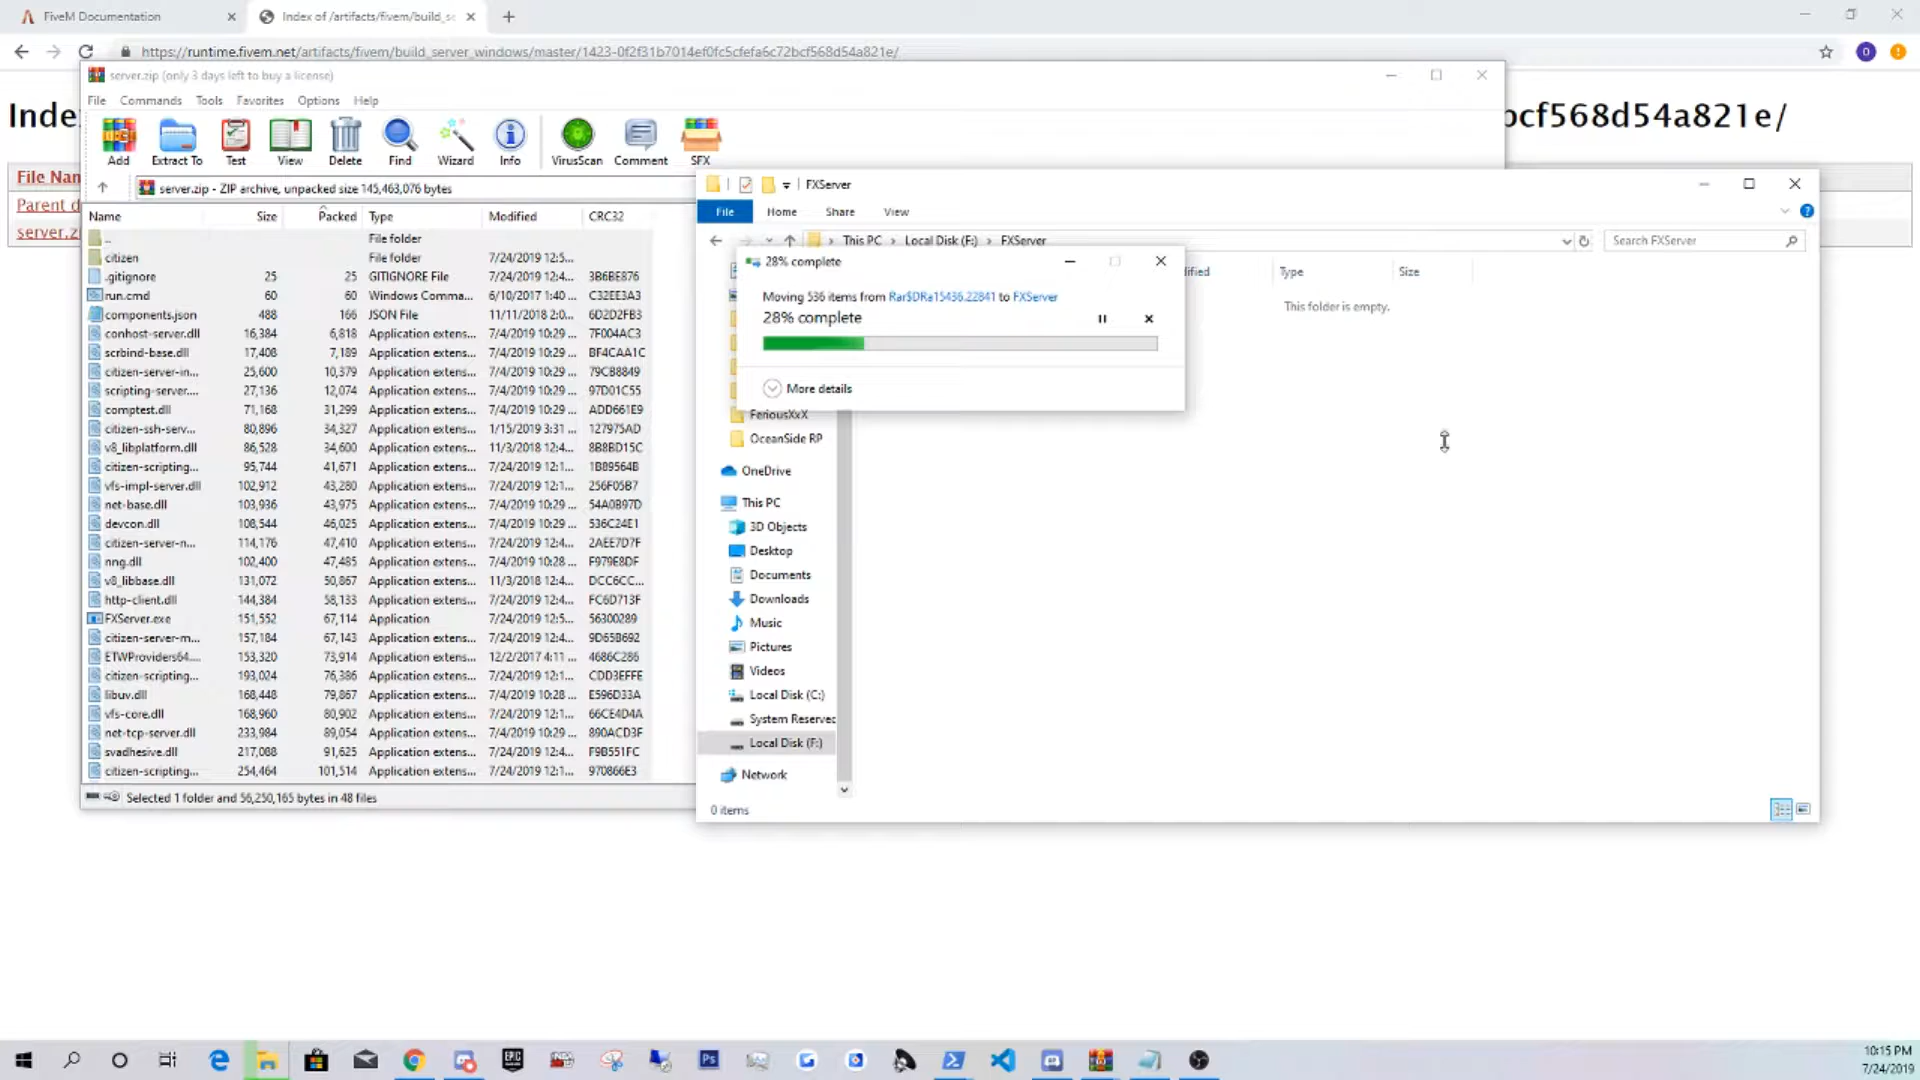 FiveM Documentation
Index of /artifacts/fivem/build_se
https://runtime.fivem.net/artifacts/fivem/build_server_windows/master/1423-0f2f31b7014ef0fc5cfefa6c72bcf568d54a821e/
server.zip (only 3 days left to buy a license)
File Commands Tools Favorites Options Help
Inde
bcf568d54a821e/
Add Extract To Test View Delete Find Wizard Info VirusScan Comment SFX
File Nam
Parent d
server.zi
server.zip - ZIP archive, unpacked size 145,463,076 bytes
Name Size Packed Type Modified CRC32
.. File folder
citizen File folder 7/24/2019 12:5...
.gitignore 25 25 GITIGNORE File 7/24/2019 12:4... 3B6BE876
run.cmd 60 60 Windows Comma... 6/10/2017 1:40 ... C32EE3A3
components.json 488 166 JSON File 11/11/2018 2:0... 6D2D2FB3
conhost-server.dll 16,384 6,818 Application extens... 7/4/2019 10:29 ... 7F004AC3
scrbind-base.dll 17,408 7,189 Application extens... 7/4/2019 10:29 ... BF4CAA1C
citizen-server-in... 25,600 10,379 Application extens... 7/4/2019 10:29 ... 79CB8849
scripting-server.... 27,136 12,074 Application extens... 7/4/2019 10:29 ... 97D01C55
comptest.dll 71,168 31,299 Application extens... 7/4/2019 10:29 ... ADD661E9
citizen-ssh-serv... 80,896 34,327 Application extens... 1/15/2019 3:31 ... 127975AD
v8_libplatform.dll 86,528 34,600 Application extens... 11/3/2018 12:4... 8B8BD15C
citizen-scripting... 95,744 41,671 Application extens... 7/24/2019 12:1... 1B89564B
vfs-impl-server.dll 102,912 43,280 Application extens... 7/24/2019 12:1... 256F05B7
net-base.dll 103,936 43,975 Application extens... 7/4/2019 10:29 ... 54A0B97D
devcon.dll 108,544 46,025 Application extens... 7/24/2019 12:4... 536C24E1
citizen-server-n... 114,176 47,410 Application extens... 7/24/2019 12:4... 2AEE7D7F
nng.dll 102,400 47,485 Application extens... 7/4/2019 10:28 ... F979E8DF
v8_libbase.dll 131,072 50,867 Application extens... 11/3/2018 12:4... DCC6CC...
http-client.dll 144,384 58,133 Application extens... 7/24/2019 12:4... FC6D713F
FXServer.exe 151,552 67,114 Application 7/24/2019 12:5... 56300289
citizen-server-m... 157,184 67,143 Application extens... 7/24/2019 12:4... 9D65B692
ETWProviders64.... 153,320 73,914 Application extens... 12/2/2017 4:11 ... 4686C286
citizen-scripting... 193,024 76,386 Application extens... 7/24/2019 12:1... CDD3EFFE
libuv.dll 168,448 79,867 Application extens... 7/4/2019 10:28 ... E596D33A
vfs-core.dll 168,960 80,902 Application extens... 7/24/2019 12:1... 66CE4D4A
net-tcp-server.dll 233,984 89,054 Application extens... 7/4/2019 10:29 ... 890ACD3F
svadhesive.dll 217,088 91,625 Application extens... 7/24/2019 12:4... F9B551FC
citizen-scripting... 254,464 101,514 Application extens... 7/24/2019 12:1... 970866E3
Selected 1 folder and 56,250,165 bytes in 48 files
FXServer
File Home Share View
This PC Local Disk (F:) FXServer
Search FXServer
ified Type Size
This folder is empty.
28% complete
Moving 536 items from Rar$DRa15436.22841 to FXServer
28% complete
More details
FeriousXxX
OceanSide RP
OneDrive
This PC
3D Objects
Desktop
Documents
Downloads
Music
Pictures
Videos
Local Disk (C:)
System Reserved
Local Disk (F:)
Network
0 items
10:15 PM
7/24/2019